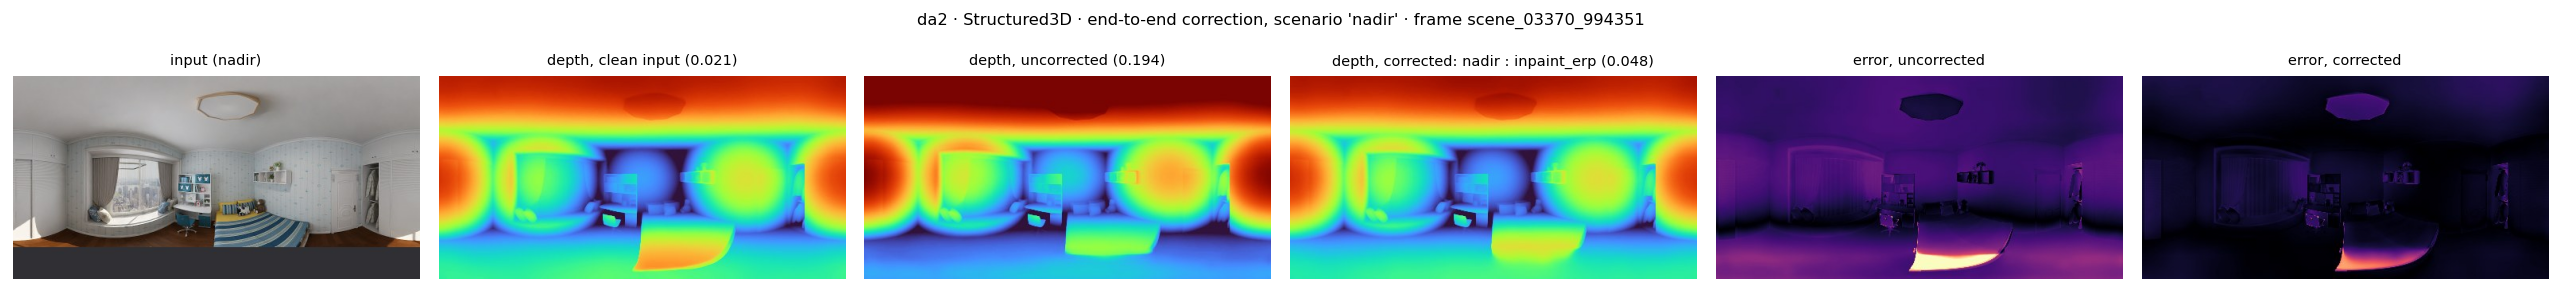 da2 · Structured3D · end-to-end correction, scenario 'nadir' · frame scene_03370_994351
input (nadir)
depth, clean input (0.021)
depth, uncorrected (0.194)
depth, corrected: nadir : inpaint_erp (0.048)
error, uncorrected
error, corrected